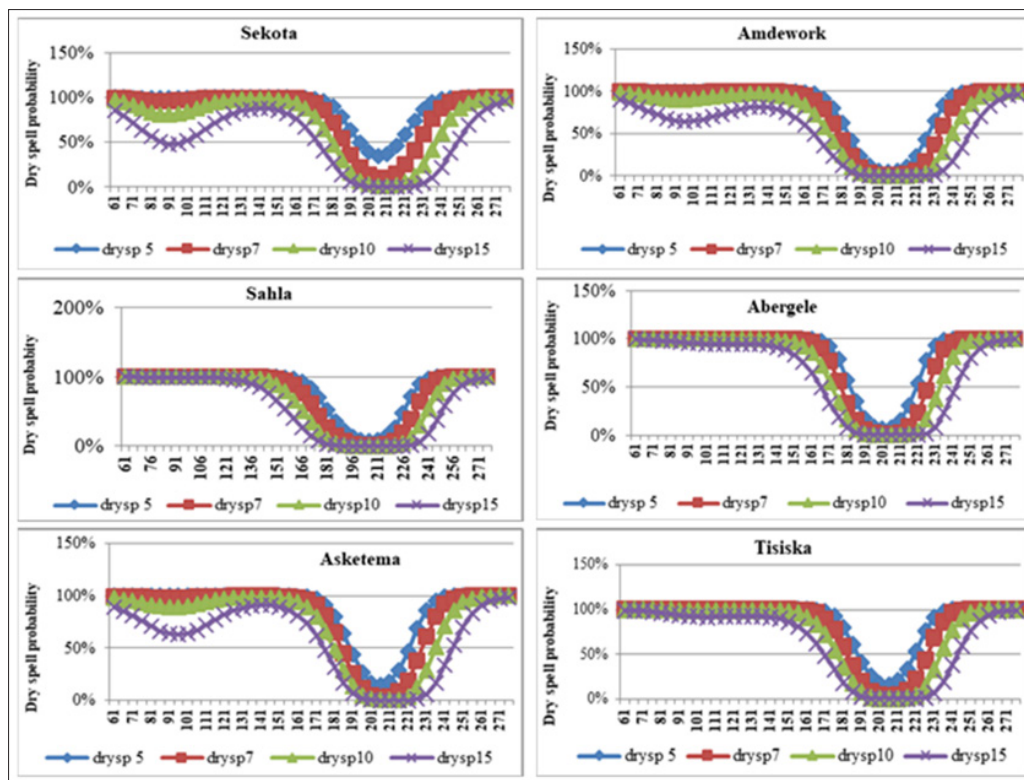 Sekota
Dry spell probability
150%
100%
50%
0%
61 71 81 91 101 111 121 131 141 151 161 171 181 191 201 211 221 231 241 251 261 271
drysp 5 drysp7 drysp10 drysp15
Amdework
Dry spell probability
150%
100%
50%
0%
61 71 81 91 101 111 121 131 141 151 161 171 181 191 201 211 221 231 241 251 261 271
drysp 5 drysp7 drysp10 drysp15
Sahla
Dry spell probabity
200%
100%
0%
61 76 91 106 121 136 151 166 181 196 211 226 241 256 271
drysp 5 drysp7 drysp10 drysp15
Abergele
Dry spell probability
150%
100%
50%
0%
61 71 81 91 101 111 121 131 141 151 161 171 181 191 201 211 221 231 241 251 261 271
drysp 5 drysp7 drysp10 drysp15
Asketema
Dry spell probability
150%
100%
50%
0%
61 71 81 91 101 111 121 131 141 151 161 171 181 191 201 211 221 231 241 251 261 271
drysp 5 drysp7 drysp10 drysp15
Tisiska
Dry spell probability
150%
100%
50%
0%
61 71 81 91 101 111 121 131 141 151 161 171 181 191 201 211 221 231 241 251 261 271
drysp 5 drysp7 drysp10 drysp15